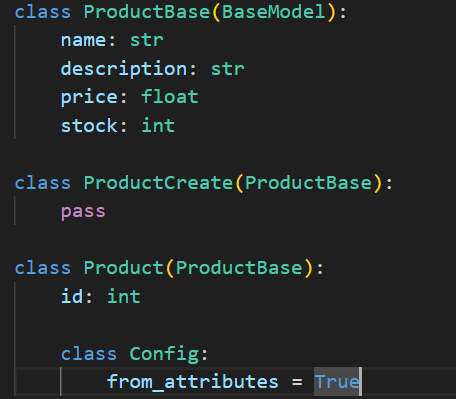 class ProductBase(BaseModel):
    name: str
    description: str
    price: float
    stock: int
class ProductCreate(ProductBase):
    pass
class Product(ProductBase):
    id: int
    class Config:
        from_attributes = True